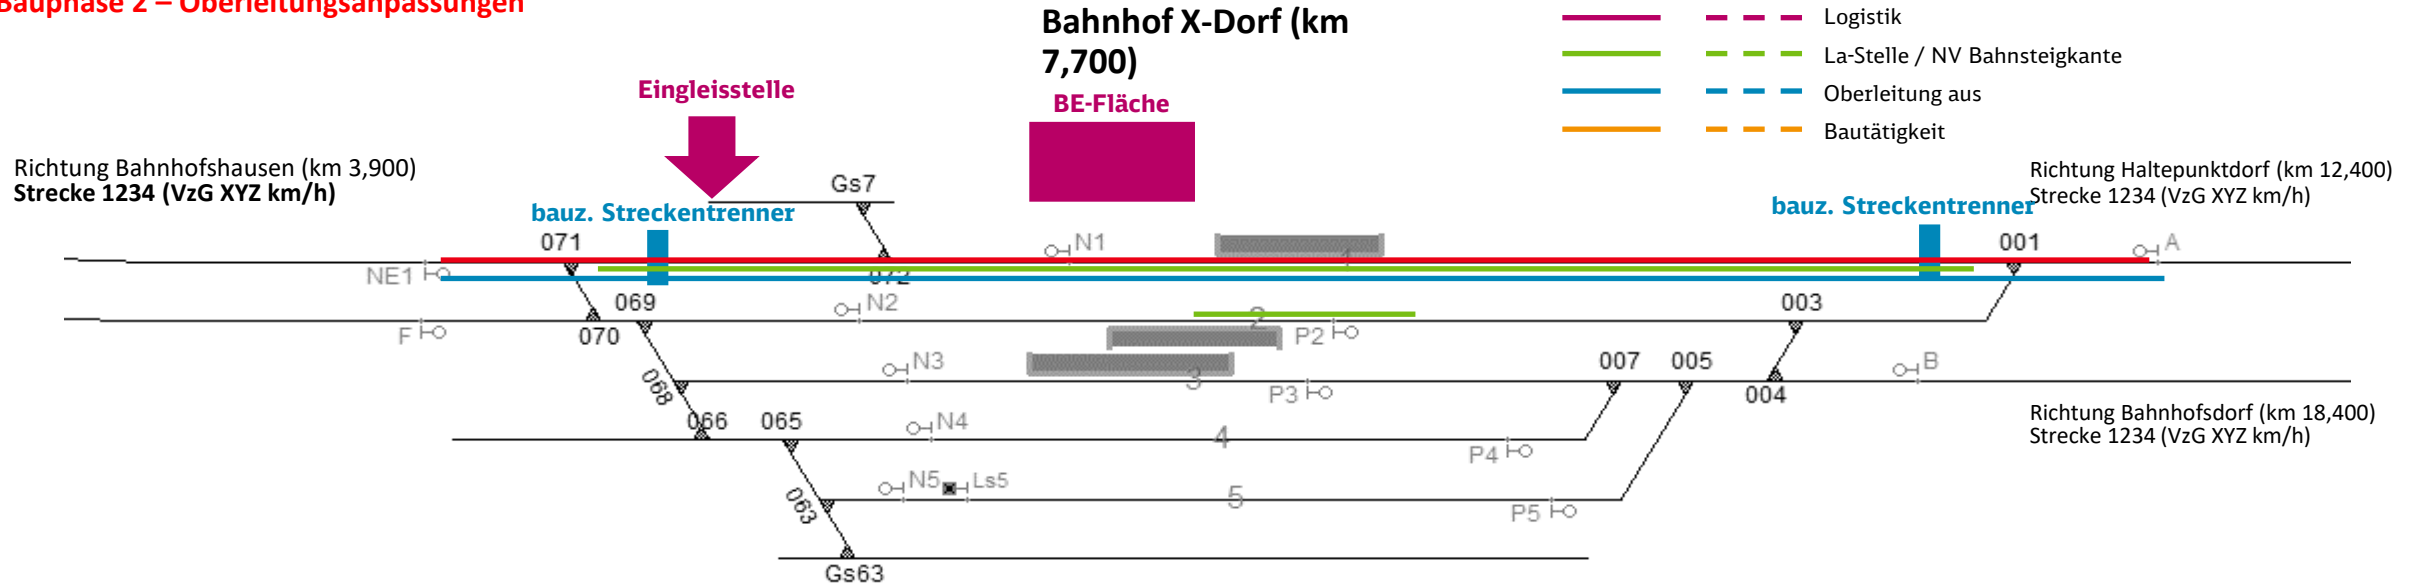 Bauphase 2 – Oberleitungsanpassungen
Bahnhof X-Dorf (km
7,700)
Logistik
La-Stelle / NV Bahnsteigkante
Oberleitung aus
Bautätigkeit
Eingleisstelle
BE-Fläche
Richtung Bahnhofshausen (km 3,900)
Strecke 1234 (VzG XYZ km/h)
Richtung Haltepunktdorf (km 12,400)
Strecke 1234 (VzG XYZ km/h)
Gs7
bauz. Streckentrenner
bauz. Streckentrenner
071
N1
1
001
A
NE1
072
069
N2
2
003
F
070
P2
N3
3
007
005
B
068
P3
004
Richtung Bahnhofsdorf (km 18,400)
Strecke 1234 (VzG XYZ km/h)
066
065
N4
4
P4
N5
Ls5
5
063
P5
Gs63